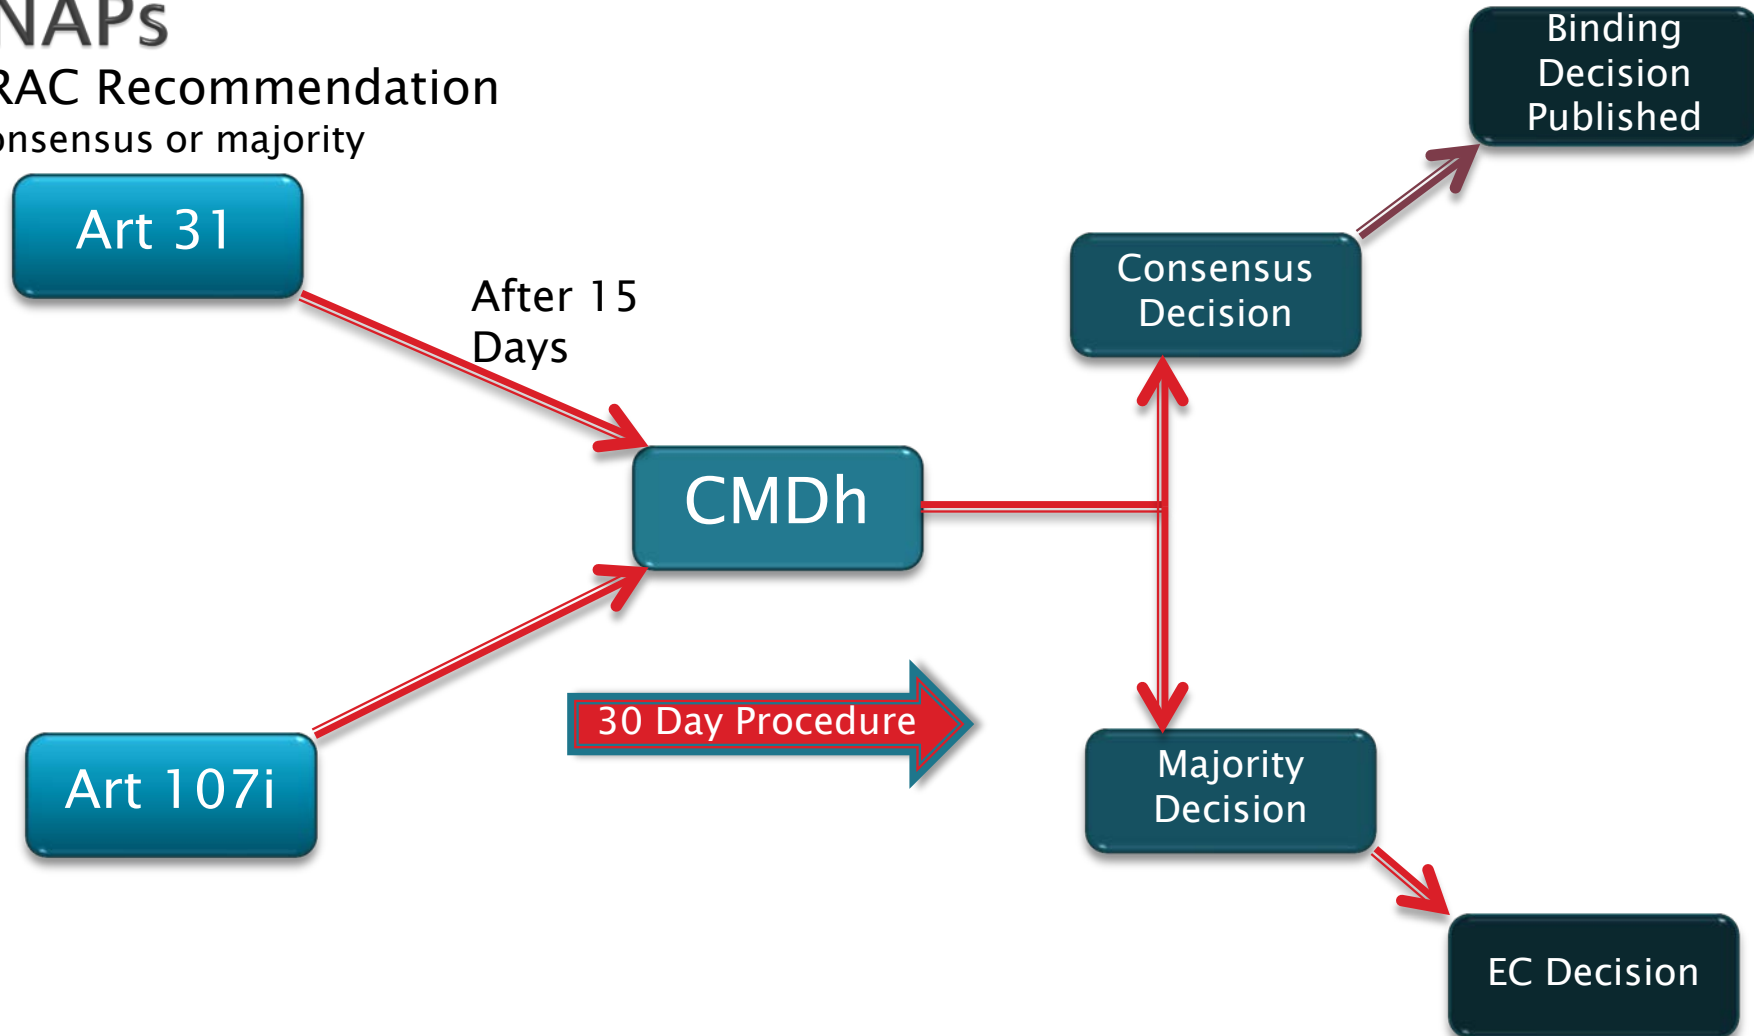 NAPs
RAC Recommendation
onsensus or majority
Art 31
After 15
Days
CMDh
Art 107i
30 Day Procedure
Binding
Decision
Published
Consensus
Decision
Majority
Decision
EC Decision